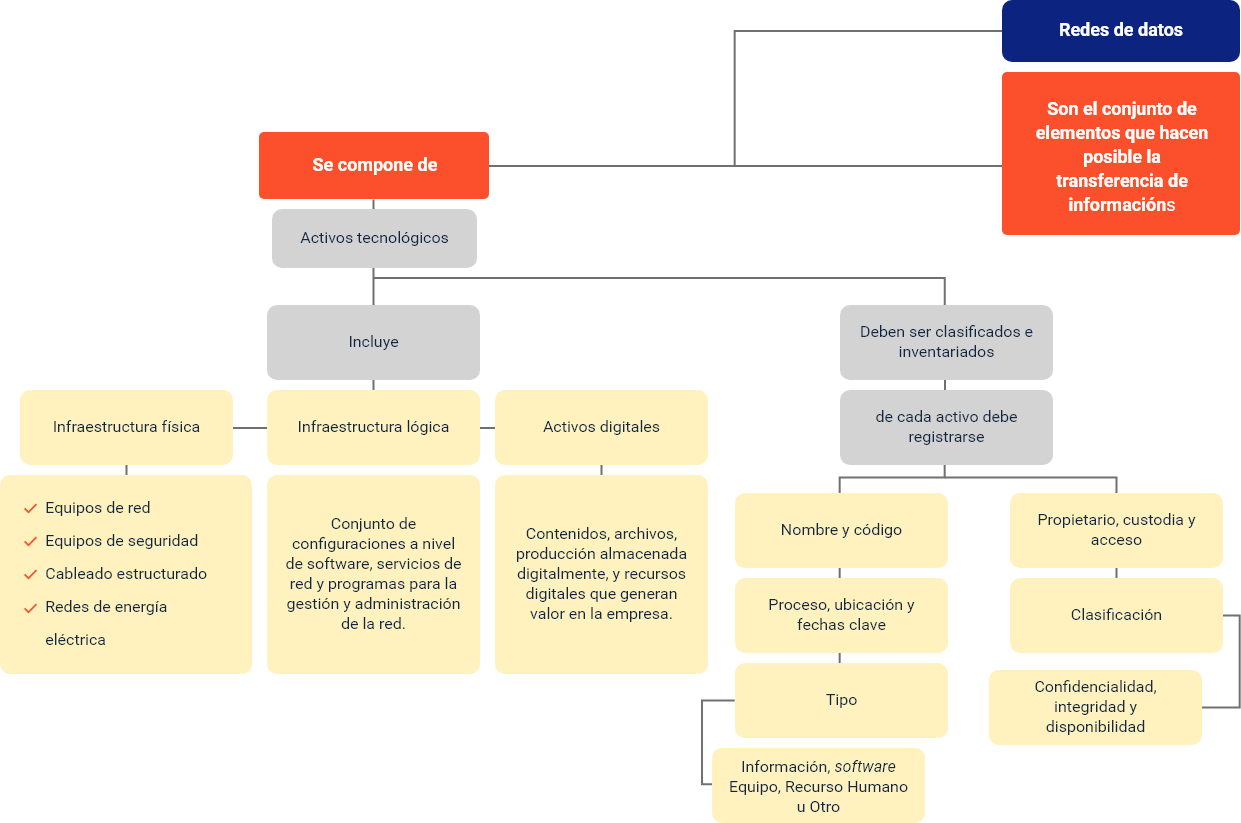 Redes de datos
Son el conjunto de
elementos que hacen
posible la
transferencia de
informacións
Se compone de
Activos tecnológicos
Incluye
Deben ser clasificados e
inventariados
Infraestructura física
Infraestructura lógica
Activos digitales
de cada activo debe
registrarse
Equipos de red
Equipos de seguridad
Cableado estructurado
Redes de energía
eléctrica
Conjunto de
configuraciones a nivel
de software, servicios de
red y programas para la
gestión y administración
de la red.
Contenidos, archivos,
producción almacenada
digitalmente, y recursos
digitales que generan
valor en la empresa.
Nombre y código
Propietario, custodia y
acceso
Proceso, ubicación y
fechas clave
Clasificación
Tipo
Confidencialidad,
integridad y
disponibilidad
Información, software
Equipo, Recurso Humano
u Otro